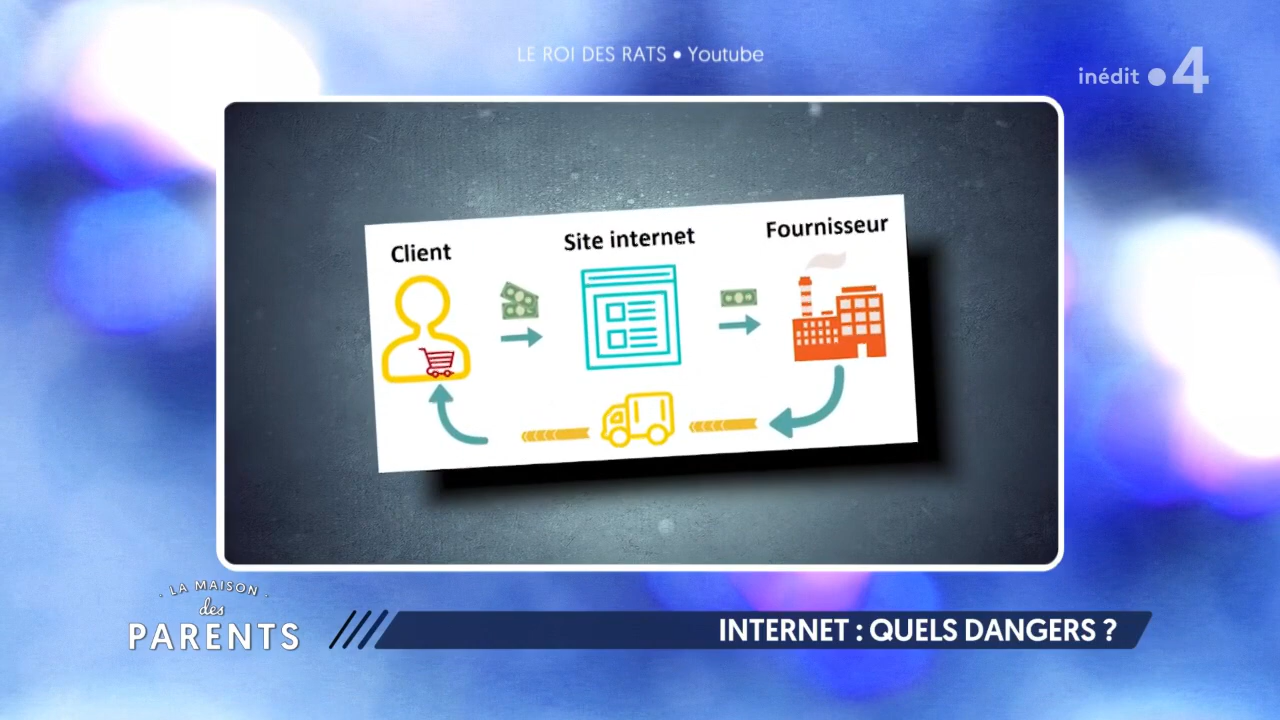 LE ROI DES RATS • Youtube
inédit •4
Client
Site internet
Fournisseur
• LA MAISON •
des
PARENTS
INTERNET : QUELS DANGERS ?